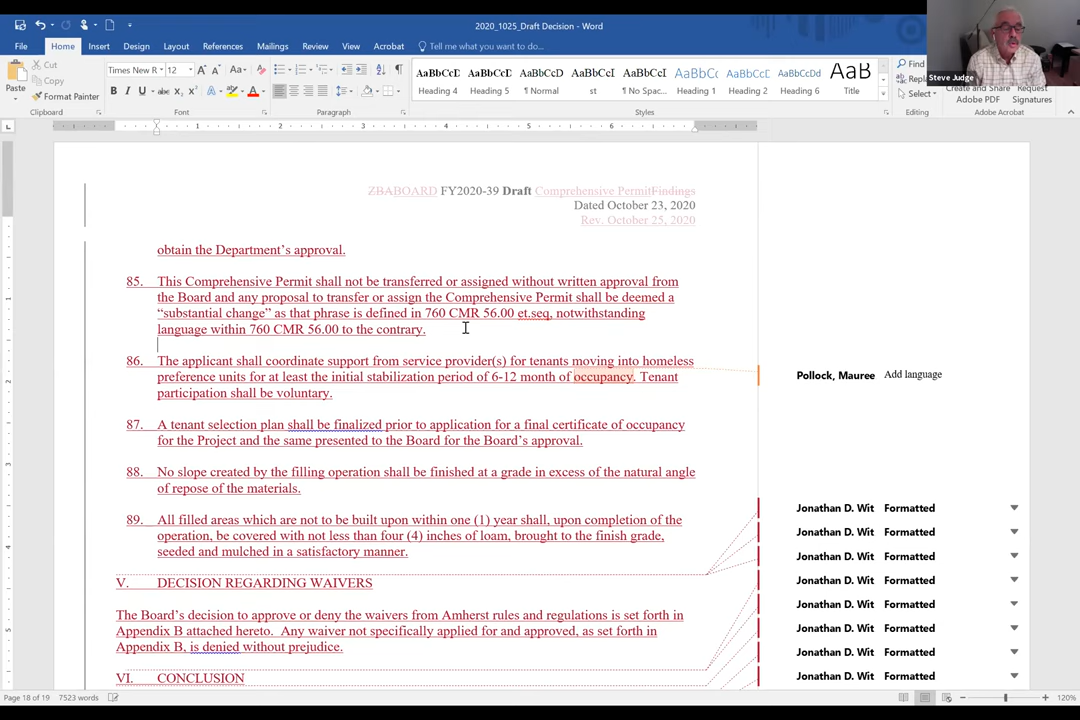 2020_1025_Draft Decision - Word
File Home Insert Design Layout References Mailings Review View Acrobat Tell me what you want to do...
Steve Judge
Paste
Cut
Copy
Format Painter
Clipboard
Times New R 12
Font
Paragraph
AaBbCcD Heading 4
AaBbCcD Heading 5
AaBbCcD ¶ Normal
AaBbCcI st
AaBbCcI ¶ No Spac...
AaBbCcI Heading 1
AaBbCcD Heading 2
AaBbCcDd Heading 6
AaB Title
Styles
Find
Select
Editing
Create and Share Adobe PDF
Request Signatures
Adobe Acrobat
ZBABOARD FY2020-39 Draft Comprehensive PermitFindings
Dated October 23, 2020
Rev. October 25, 2020
obtain the Department's approval.
85. This Comprehensive Permit shall not be transferred or assigned without written approval from
the Board and any proposal to transfer or assign the Comprehensive Permit shall be deemed a
“substantial change” as that phrase is defined in 760 CMR 56.00 et.seq, notwithstanding
language within 760 CMR 56.00 to the contrary.
86. The applicant shall coordinate support from service provider(s) for tenants moving into homeless
preference units for at least the initial stabilization period of 6-12 month of occupancy. Tenant
participation shall be voluntary.
Pollock, Mauree Add language
87. A tenant selection plan shall be finalized prior to application for a final certificate of occupancy
for the Project and the same presented to the Board for the Board's approval.
88. No slope created by the filling operation shall be finished at a grade in excess of the natural angle
of repose of the materials.
89. All filled areas which are not to be built upon within one (1) year shall, upon completion of the
operation, be covered with not less than four (4) inches of loam, brought to the finish grade,
seeded and mulched in a satisfactory manner.
V. DECISION REGARDING WAIVERS
The Board's decision to approve or deny the waivers from Amherst rules and regulations is set forth in
Appendix B attached hereto. Any waiver not specifically applied for and approved, as set forth in
Appendix B, is denied without prejudice.
VI. CONCLUSION
Jonathan D. Wit Formatted
Jonathan D. Wit Formatted
Jonathan D. Wit Formatted
Jonathan D. Wit Formatted
Jonathan D. Wit Formatted
Jonathan D. Wit Formatted
Jonathan D. Wit Formatted
Jonathan D. Wit Formatted
Page 18 of 19 7523 words
120%